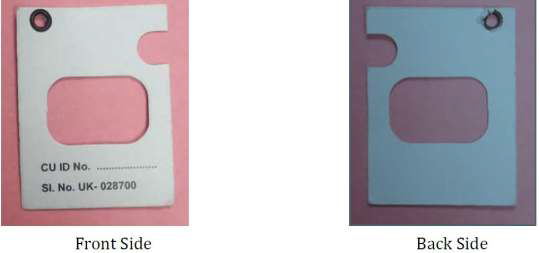 CU ID No. .....................
Sl. No. UK- 028700
Front Side
Back Side